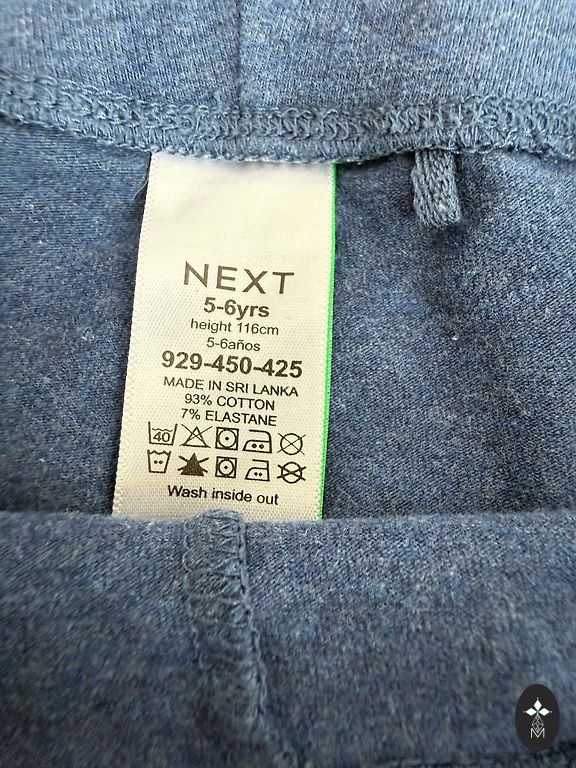 NEXT
5-6yrs
height 116cm
5-6años
929-450-425
MADE IN SRI LANKA
93% COTTON
7% ELASTANE
40
Wash inside out
M